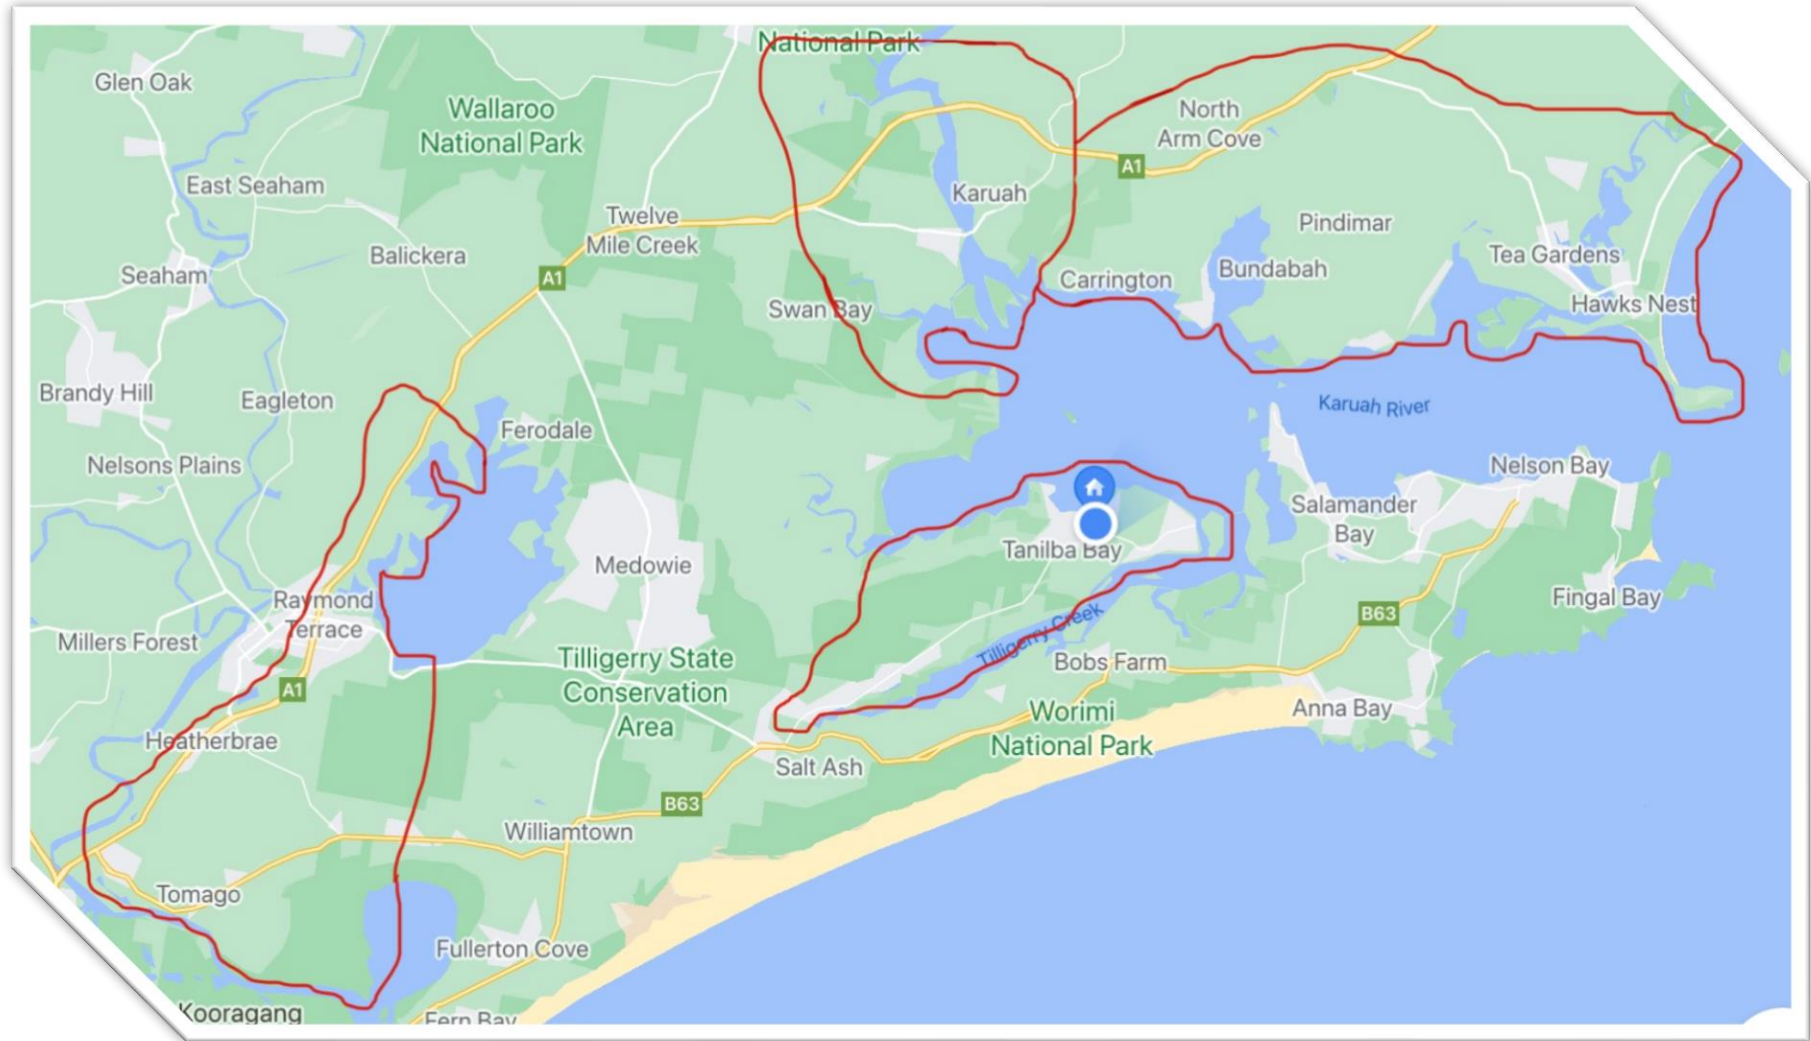 National Park
Glen Oak
Wallaroo
National Park
North
Arm Cove
A1
East Seaham
Karuah
Twelve
Mile Creek
Pindimar
Balickera
Tea Gardens
Seaham
A1
Carrington
Bundabah
Swan Bay
Hawks Nest
Brandy Hill
Eagleton
Karuah River
Ferodale
Nelsons Plains
Nelson Bay
Salamander
Bay
Tanilba Bay
Medowie
Raymond
Terrace
Fingal Bay
B63
Millers Forest
Tilligerry Creek
Tilligerry State
Conservation
Area
Bobs Farm
A1
Worimi
National Park
Anna Bay
Heatherbrae
Salt Ash
B63
Williamtown
Tomago
Fullerton Cove
Kooragang
Fern Bay